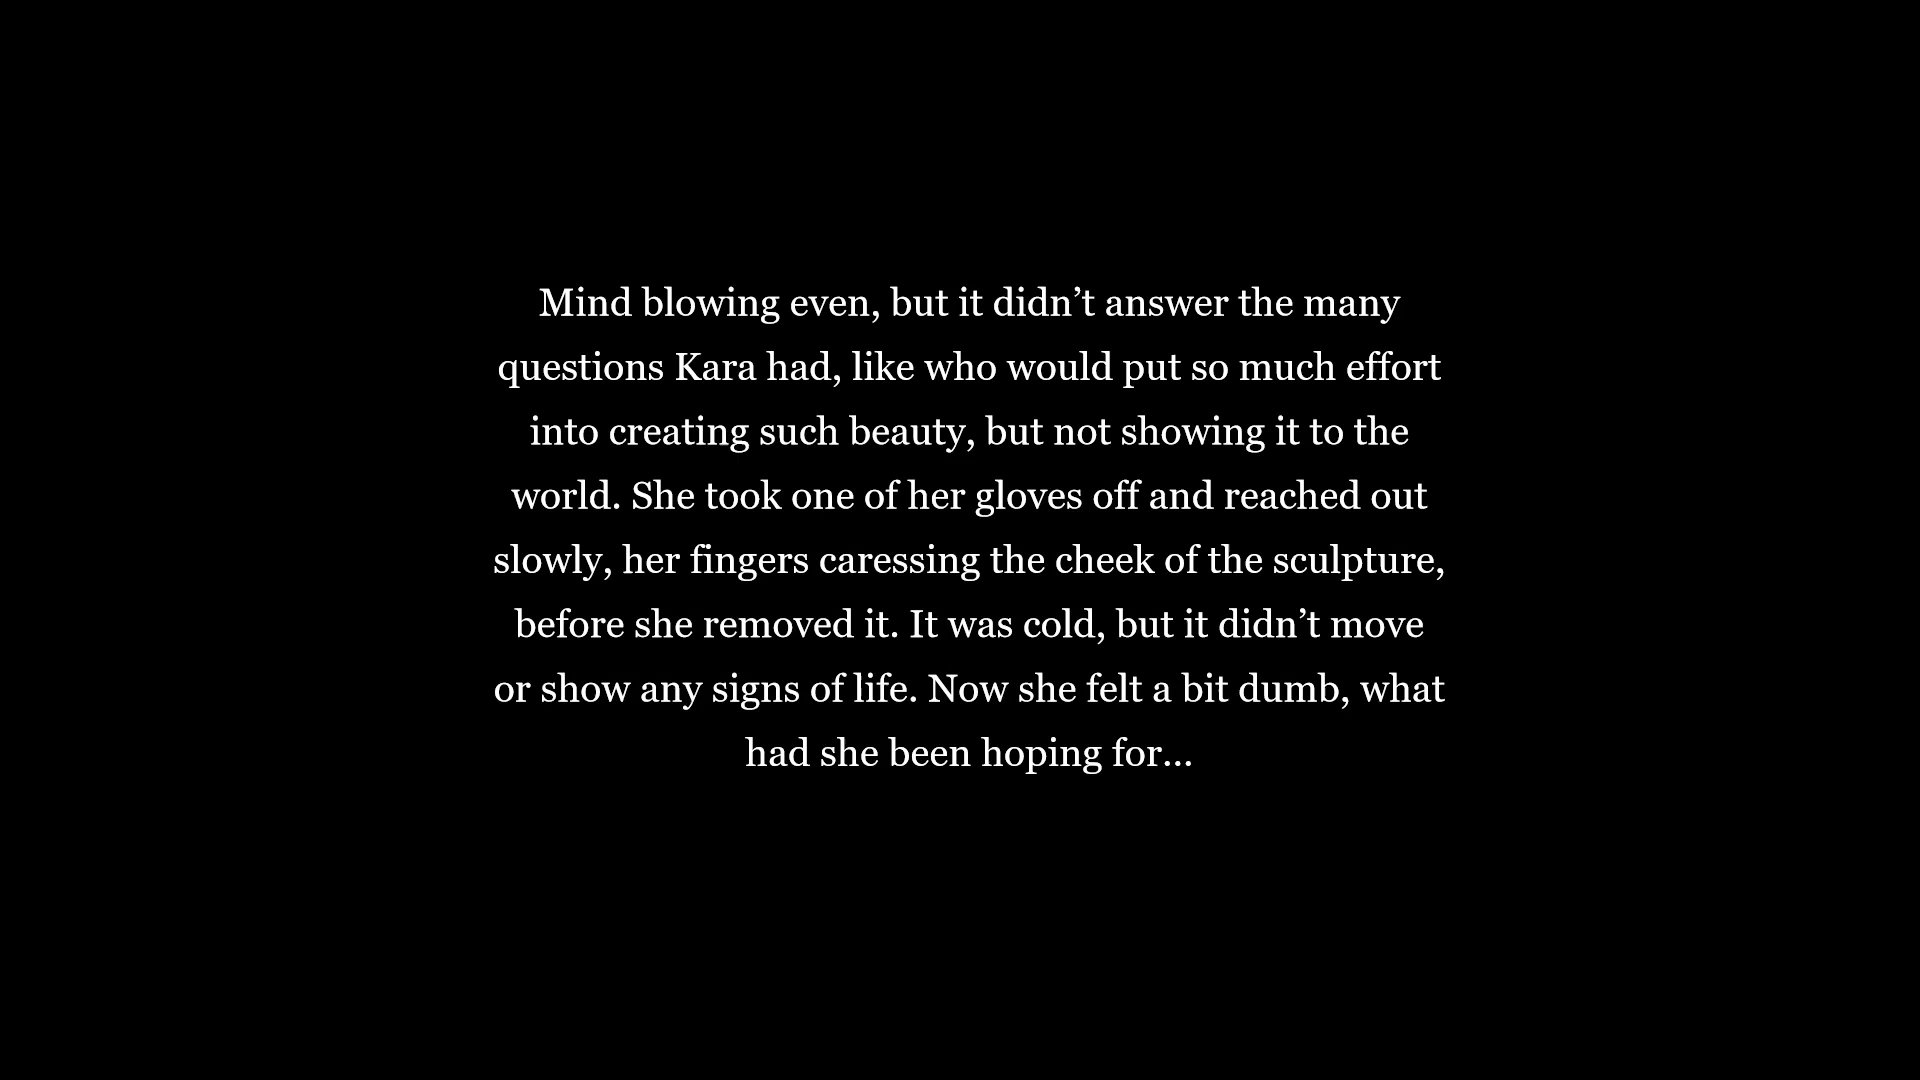 Mind blowing even, but it didn’t answer the many
questions Kara had, like who would put so much effort
into creating such beauty, but not showing it to the
world. She took one of her gloves off and reached out
slowly, her fingers caressing the cheek of the sculpture,
before she removed it. It was cold, but it didn’t move
or show any signs of life. Now she felt a bit dumb, what
had she been hoping for...